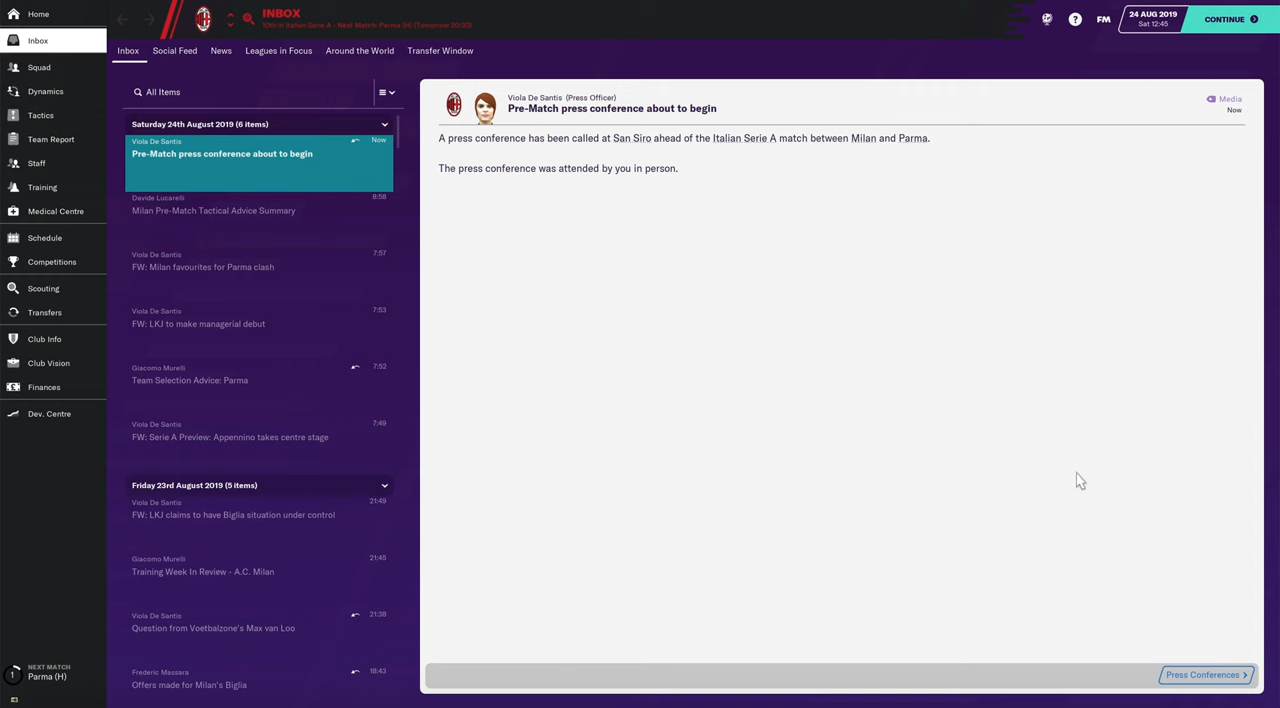 Home
Inbox
Squad
Dynamics
Tactics
Team Report
Staff
Training
Medical Centre
Schedule
Competitions
Scouting
Transfers
Club Info
Club Vision
Finances
Dev. Centre
1
NEXT MATCH
Parma (H)
INBOX
10th in Italian Serie A - Next Match: Parma (H) (Tomorrow 20:30)
?
FM
24 AUG 2019
Sat 12:45
CONTINUE
Inbox
Social Feed
News
Leagues in Focus
Around the World
Transfer Window
All Items
Saturday 24th August 2019 (6 items)
Viola De Santis
Now
Pre-Match press conference about to begin
Davide Lucarelli
8:58
Milan Pre-Match Tactical Advice Summary
Viola De Santis
7:57
FW: Milan favourites for Parma clash
Viola De Santis
7:53
FW: LKJ to make managerial debut
Giacomo Murelli
7:52
Team Selection Advice: Parma
Viola De Santis
7:49
FW: Serie A Preview: Appennino takes centre stage
Friday 23rd August 2019 (5 items)
Viola De Santis
21:49
FW: LKJ claims to have Biglia situation under control
Giacomo Murelli
21:45
Training Week In Review - A.C. Milan
Viola De Santis
21:38
Question from Voetbalzone's Max van Loo
Frederic Massara
18:43
Offers made for Milan's Biglia
Viola De Santis (Press Officer)
Pre-Match press conference about to begin
Media
Now
A press conference has been called at San Siro ahead of the Italian Serie A match between Milan and Parma.
The press conference was attended by you in person.
Press Conferences